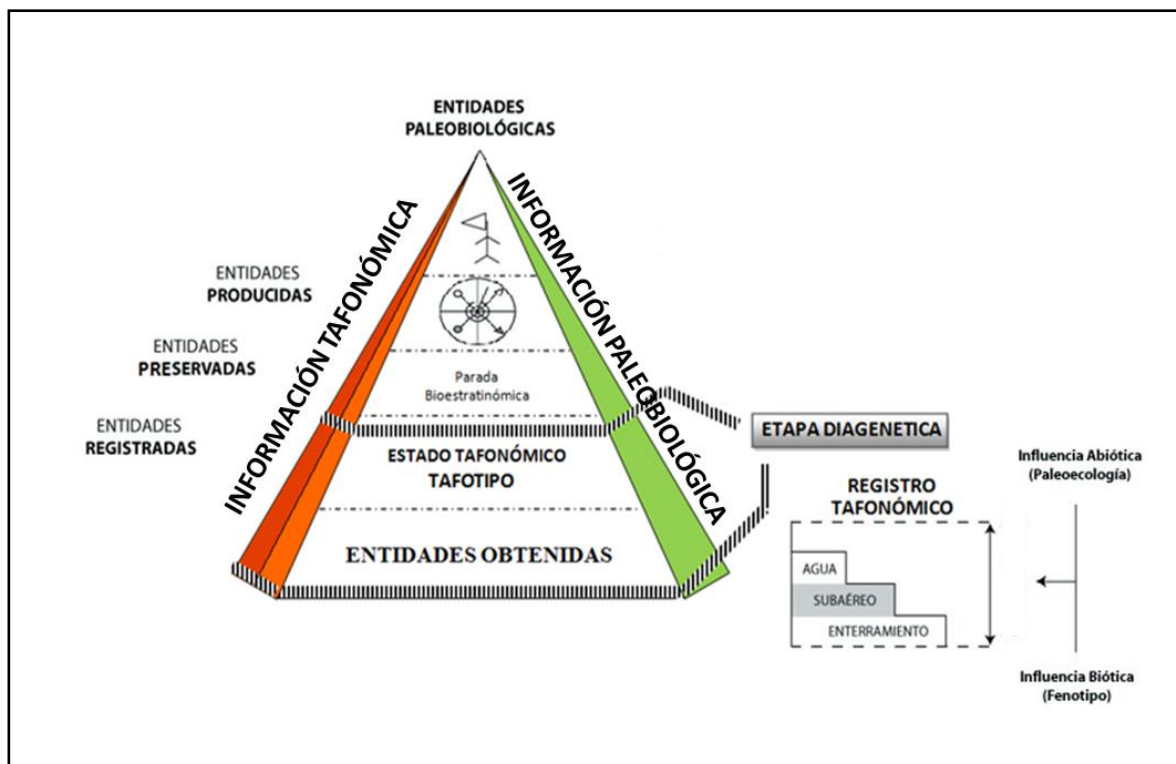 ENTIDADES
PALEOBIOLÓGICAS
INFORMACIÓN TAFONÓMICA
INFORMACIÓN PALEOBIOLÓGICA
ENTIDADES
PRODUCIDAS
ENTIDADES
PRESERVADAS
Parada
Bioestratinómica
ENTIDADES
REGISTRADAS
ETAPA DIAGENETICA
ESTADO TAFONÓMICO
TAFOTIPO
ENTIDADES OBTENIDAS
REGISTRO
TAFONÓMICO
AGUA
SUBAÉREO
ENTERRAMIENTO
Influencia Abiótica
(Paleoecología)
Influencia Biótica
(Fenotipo)